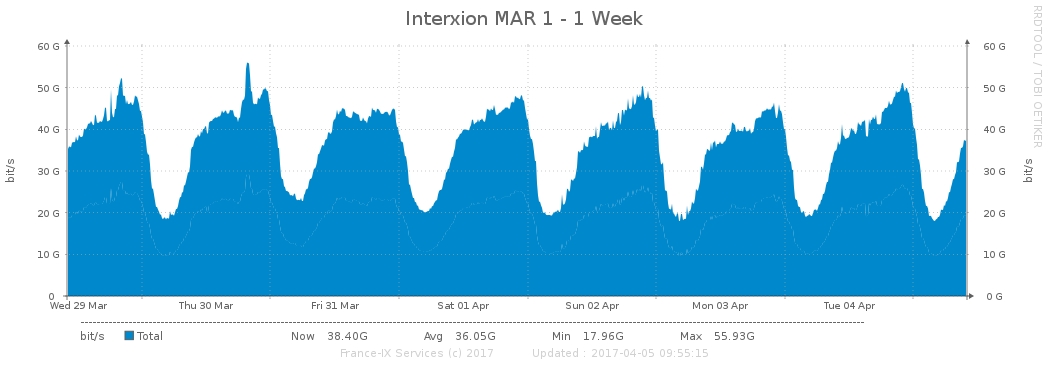 Interxion MAR 1 - 1 Week
RRDTOOL / TOBI OETIKER
bit/s
60 G
50 G
40 G
30 G
20 G
10 G
0
60 G
50 G
40 G
30 G
20 G
10 G
0 G
bit/s
Wed 29 Mar Thu 30 Mar Fri 31 Mar Sat 01 Apr Sun 02 Apr Mon 03 Apr Tue 04 Apr
bit/s Total Now 38.40G Avg 36.05G Min 17.96G Max 55.93G
France-IX Services (c) 2017 Updated : 2017-04-05 09:55:15